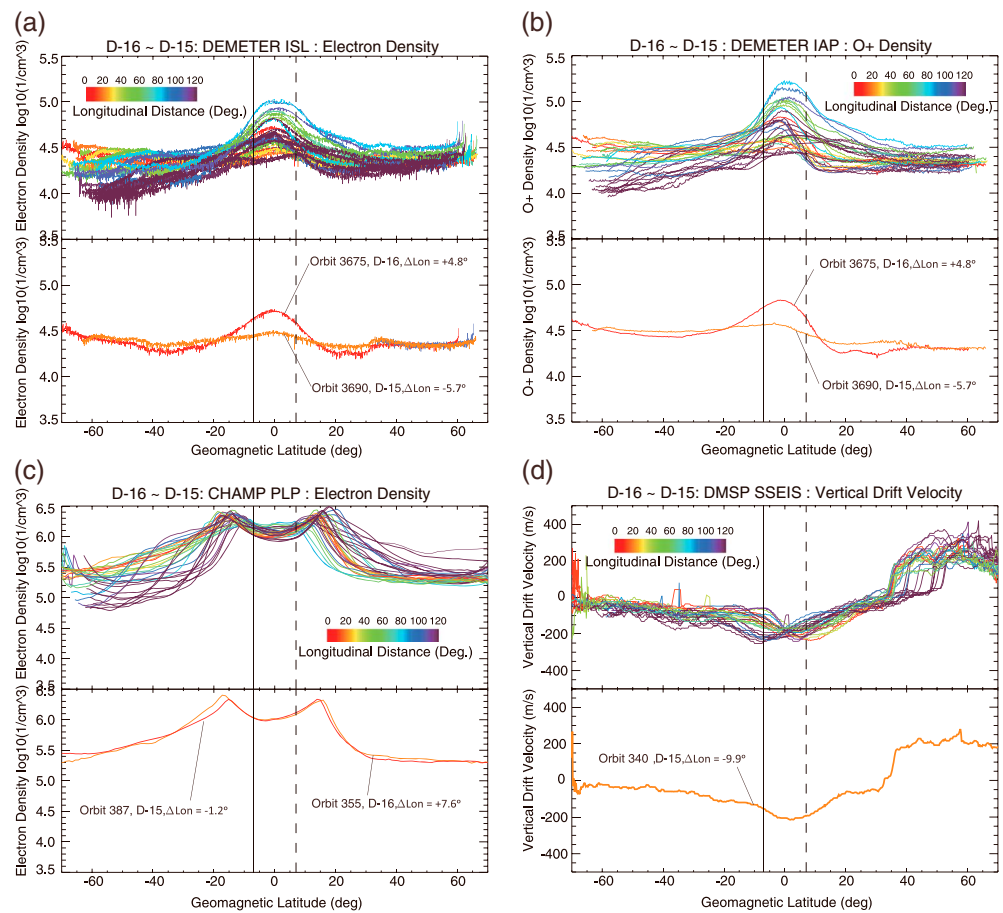 (a)
D-16 ~ D-15: DEMETER ISL : Electron Density
Electron Density log10(1/cm^3)
5.5
5.0
4.5
4.0
3.5
0 20 40 60 80 100 120
Longitudinal Distance (Deg.)
Electron Density log10(1/cm^3)
5.5
5.0
4.5
4.0
3.5
Orbit 3675, D-16,ΔLon = +4.8°
Orbit 3690, D-15,ΔLon = -5.7°
-60 -40 -20 0 20 40 60
Geomagnetic Latitude (deg)
(b)
D-16 ~ D-15 : DEMETER IAP : O+ Density
O+ Density log10(1/cm^3)
5.5
5.0
4.5
4.0
3.5
0 20 40 60 80 100 120
Longitudinal Distance (Deg.)
O+ Density log10(1/cm^3)
5.5
5.0
4.5
4.0
3.5
Orbit 3675, D-16,ΔLon = +4.8°
Orbit 3690, D-15,ΔLon = -5.7°
-60 -40 -20 0 20 40 60
Geomagnetic Latitude (deg)
(c)
D-16 ~ D-15: CHAMP PLP : Electron Density
Electron Density log10(1/cm^3)
6.5
6.0
5.5
5.0
4.5
4.0
0 20 40 60 80 100 120
Longitudinal Distance (Deg.)
Electron Density log10(1/cm^3)
6.5
6.0
5.5
5.0
4.5
4.0
3.5
Orbit 387, D-15,ΔLon = -1.2°
Orbit 355, D-16,ΔLon = +7.6°
-60 -40 -20 0 20 40 60
Geomagnetic Latitude (deg)
(d)
D-16 ~ D-15: DMSP SSEIS : Vertical Drift Velocity
Vertical Drift Velocity (m/s)
400
200
0
-200
-400
0 20 40 60 80 100 120
Longitudinal Distance (Deg.)
Vertical Drift Velocity (m/s)
400
200
0
-200
-400
Orbit 340 ,D-15,ΔLon = -9.9°
-60 -40 -20 0 20 40 60
Geomagnetic Latitude (deg)